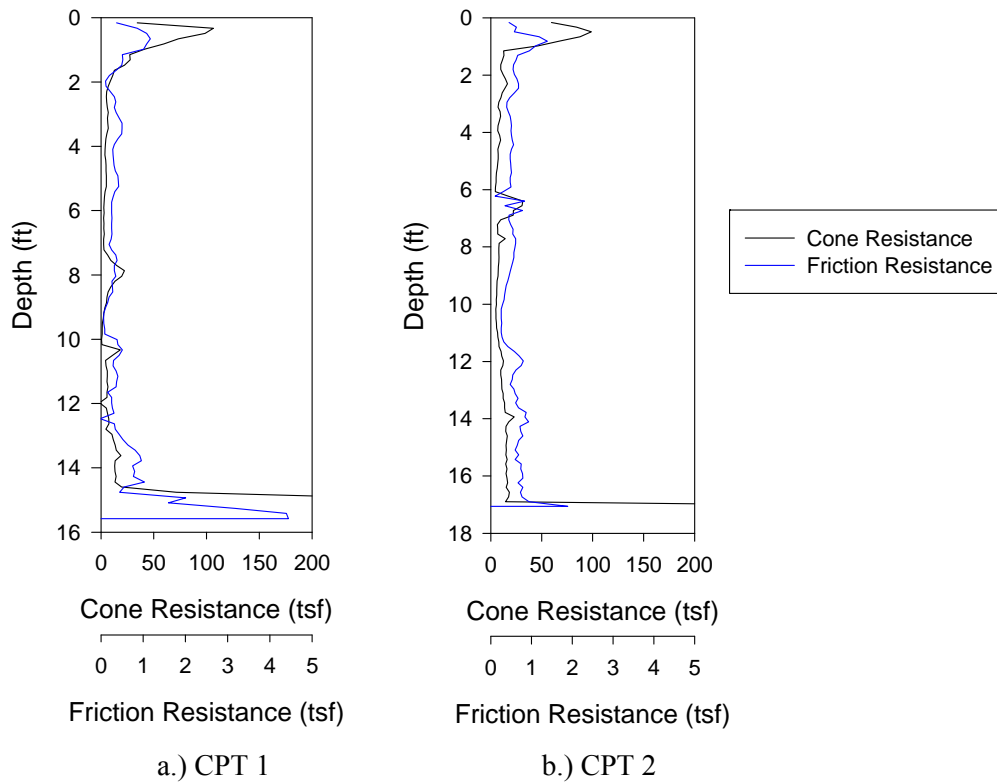 0
2
4
6
8
10
12
14
16
Depth (ft)
0 50 100 150 200
Cone Resistance (tsf)
0 1 2 3 4 5
Friction Resistance (tsf)
a.) CPT 1
0
2
4
6
8
10
12
14
16
18
Depth (ft)
0 50 100 150 200
Cone Resistance (tsf)
0 1 2 3 4 5
Friction Resistance (tsf)
b.) CPT 2
Cone Resistance
Friction Resistance